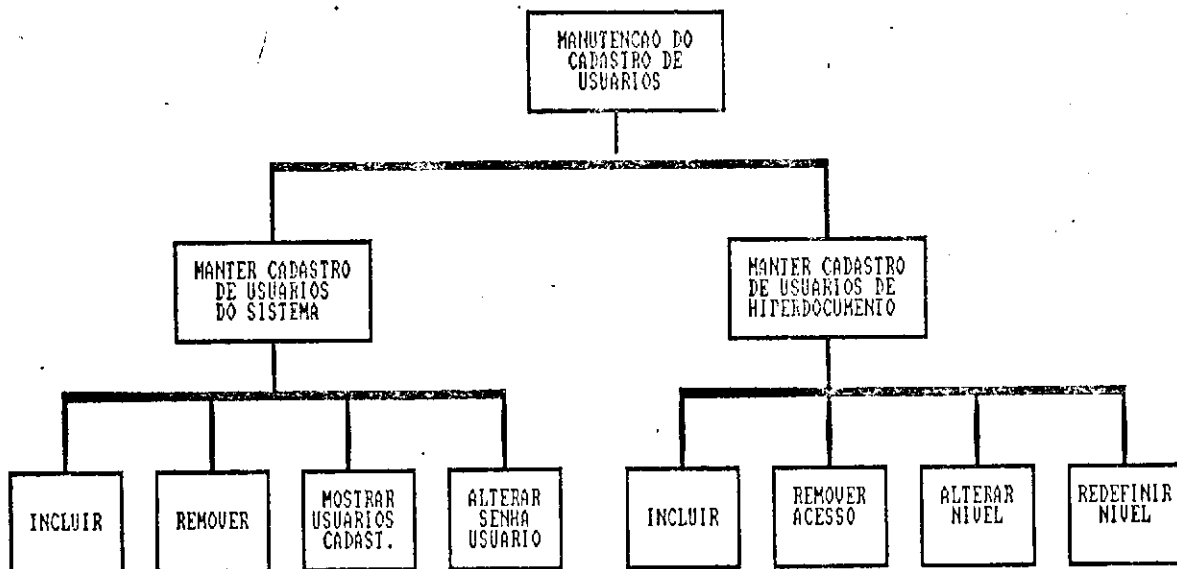 MANUTENCAO DO
CADASTRO DE
USUARIOS
MANTER CADASTRO
DE USUARIOS
DO SISTEMA
MANTER CADASTRO
DE USUARIOS DE
HIPERDOCUMENTO
INCLUIR
REMOVER
MOSTRAR
USUARIOS
CADAST.
ALTERAR
SENHA
USUARIO
INCLUIR
REMOVER
ACESSO
ALTERAR
NIVEL
REDEFINIR
NIVEL